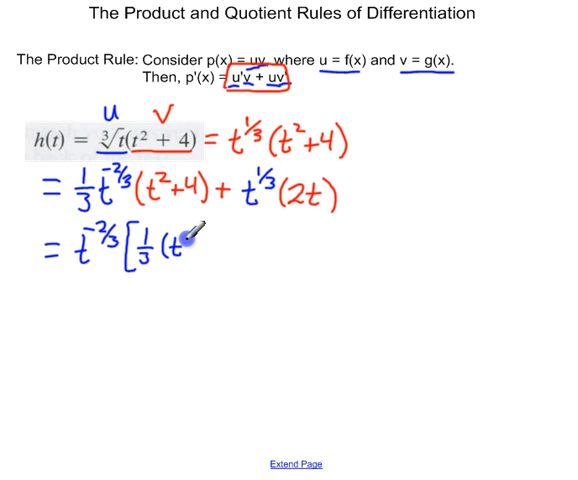 The Product and Quotient Rules of Differentiation
The Product Rule: Consider p(x) = uv, where u = f(x) and v = g(x).
Then, p'(x) = u'v + uv'
u v
h(t) = ∛t(t² + 4) = t^{1/3} (t²+4)
= 1/3 t^{-2/3} (t²+4) + t^{1/3} (2t)
= t^{-2/3} [1/3 (t
Extend Page